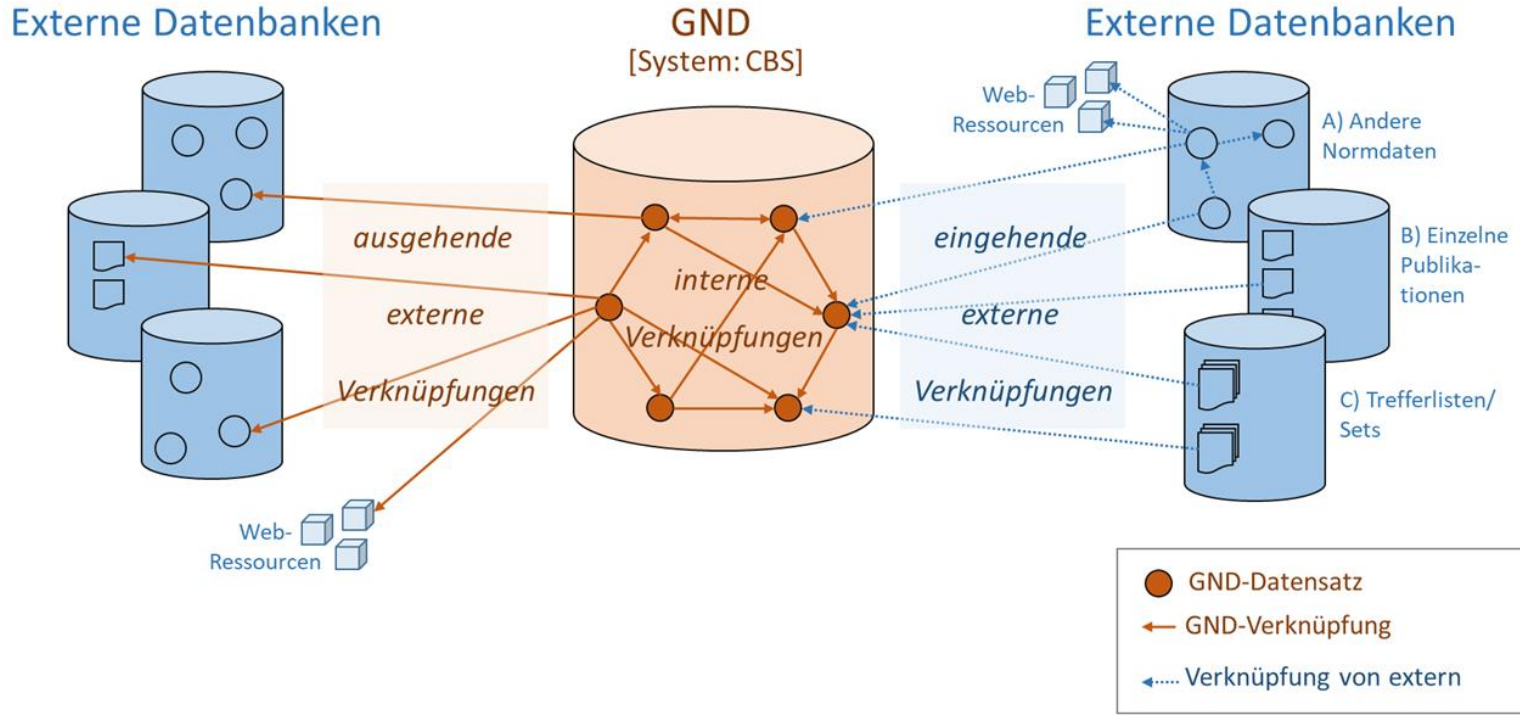 Externe Datenbanken
GND
[System: CBS]
Externe Datenbanken
Web-
Ressourcen
A) Andere
Normdaten
ausgehende
externe
Verknüpfungen
interne
Verknüpfungen
eingehende
externe
Verknüpfungen
B) Einzelne
Publika-
tionen
C) Trefferlisten/
Sets
Web-
Ressourcen
GND-Datensatz
GND-Verknüpfung
Verknüpfung von extern